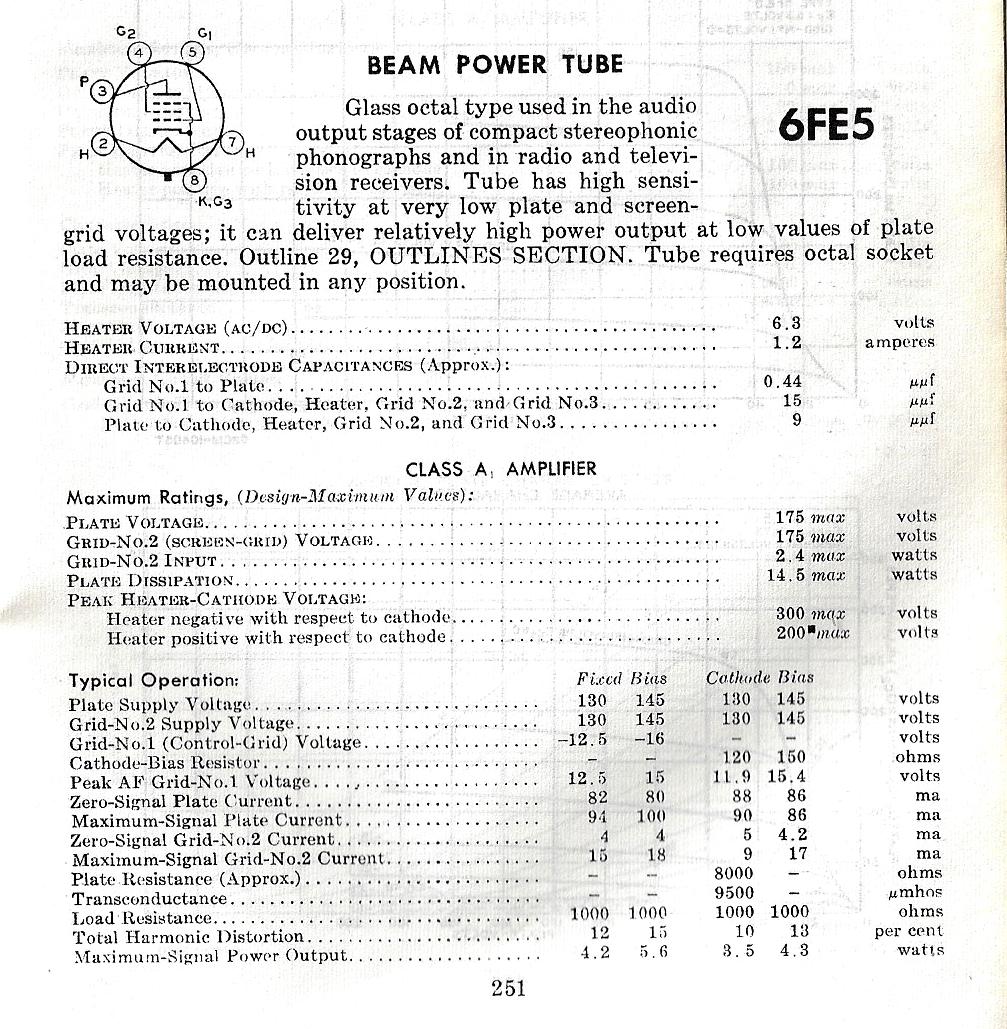 G2 G1
4 5
P 3
H 2 7 H
8
K,G3
BEAM POWER TUBE
6FE5
Glass octal type used in the audio
output stages of compact stereophonic
phonographs and in radio and televi-
sion receivers. Tube has high sensi-
tivity at very low plate and screen-
grid voltages; it can deliver relatively high power output at low values of plate
load resistance. Outline 29, OUTLINES SECTION. Tube requires octal socket
and may be mounted in any position.
HEATER VOLTAGE (AC/DC) 6.3 volts
HEATER CURRENT 1.2 amperes
DIRECT INTERELECTRODE CAPACITANCES (Approx.):
Grid No.1 to Plate 0.44 μμf
Grid No.1 to Cathode, Heater, Grid No.2, and Grid No.3 15 μμf
Plate to Cathode, Heater, Grid No.2, and Grid No.3 9 μμf
CLASS A1 AMPLIFIER
Maximum Ratings, (Design-Maximum Values):
PLATE VOLTAGE 175 max volts
GRID-No.2 (SCREEN-GRID) VOLTAGE 175 max volts
GRID-No.2 INPUT 2.4 max watts
PLATE DISSIPATION 14.5 max watts
PEAK HEATER-CATHODE VOLTAGE:
Heater negative with respect to cathode 300 max volts
Heater positive with respect to cathode 200■max volts
Typical Operation: Fixed Bias Cathode Bias
Plate Supply Voltage 130 145 130 145 volts
Grid-No.2 Supply Voltage 130 145 130 145 volts
Grid-No.1 (Control-Grid) Voltage −12.5 −16 – – volts
Cathode-Bias Resistor – – 120 150 ohms
Peak AF Grid-No.1 Voltage 12.5 15 11.9 15.4 volts
Zero-Signal Plate Current 82 80 88 86 ma
Maximum-Signal Plate Current 94 100 90 86 ma
Zero-Signal Grid-No.2 Current 4 4 5 4.2 ma
Maximum-Signal Grid-No.2 Current 15 18 9 17 ma
Plate Resistance (Approx.) – – 8000 – ohms
Transconductance – – 9500 – μmhos
Load Resistance 1000 1000 1000 1000 ohms
Total Harmonic Distortion 12 15 10 13 per cent
Maximum-Signal Power Output 4.2 5.6 3.5 4.3 watts
251